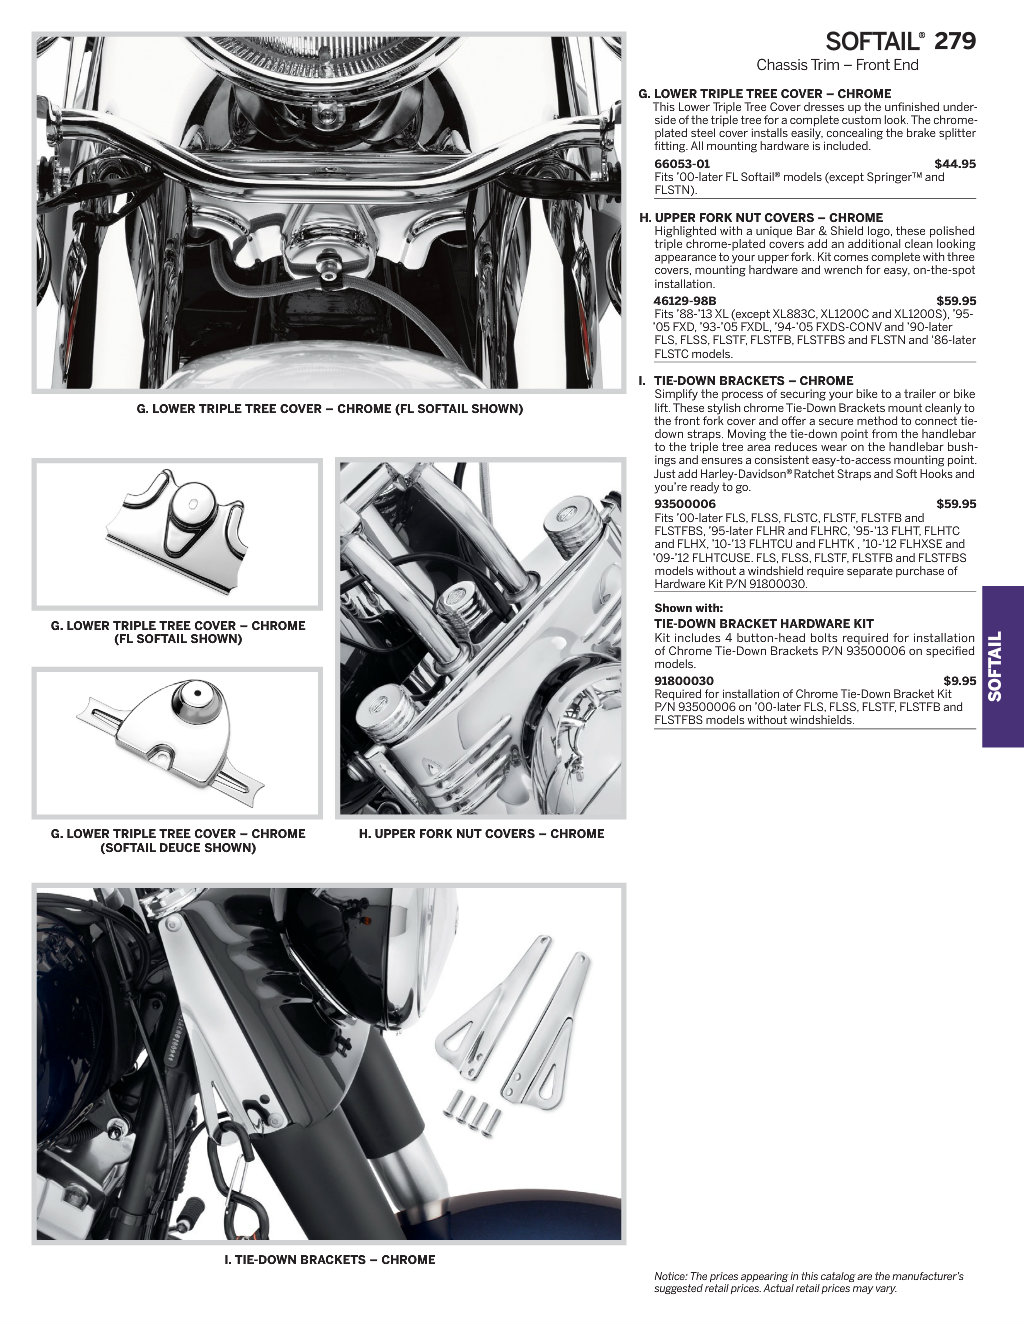 SOFTAIL® 279
Chassis Trim – Front End
G. LOWER TRIPLE TREE COVER – CHROME
This Lower Triple Tree Cover dresses up the unfinished under-
side of the triple tree for a complete custom look. The chrome-
plated steel cover installs easily, concealing the brake splitter
fitting. All mounting hardware is included.
66053-01 $44.95
Fits ’00-later FL Softail® models (except Springer™ and
FLSTN).
H. UPPER FORK NUT COVERS – CHROME
Highlighted with a unique Bar & Shield logo, these polished
triple chrome-plated covers add an additional clean looking
appearance to your upper fork. Kit comes complete with three
covers, mounting hardware and wrench for easy, on-the-spot
installation.
46129-98B $59.95
Fits ’88-’13 XL (except XL883C, XL1200C and XL1200S), ’95-
’05 FXD, ’93-’05 FXDL, ’94-’05 FXDS-CONV and ’90-later
FLS, FLSS, FLSTF, FLSTFB, FLSTFBS and FLSTN and ‘86-later
FLSTC models.
I. TIE-DOWN BRACKETS – CHROME
Simplify the process of securing your bike to a trailer or bike
lift. These stylish chrome Tie-Down Brackets mount cleanly to
the front fork cover and offer a secure method to connect tie-
down straps. Moving the tie-down point from the handlebar
to the triple tree area reduces wear on the handlebar bush-
ings and ensures a consistent easy-to-access mounting point.
Just add Harley-Davidson® Ratchet Straps and Soft Hooks and
you’re ready to go.
93500006 $59.95
Fits ’00-later FLS, FLSS, FLSTC, FLSTF, FLSTFB and
FLSTFBS, ’95-later FLHR and FLHRC, ’95-’13 FLHT, FLHTC
and FLHX, ’10-’13 FLHTCU and FLHTK , ’10-’12 FLHXSE and
’09-’12 FLHTCUSE. FLS, FLSS, FLSTF, FLSTFB and FLSTFBS
models without a windshield require separate purchase of
Hardware Kit P/N 91800030.
Shown with:
TIE-DOWN BRACKET HARDWARE KIT
Kit includes 4 button-head bolts required for installation
of Chrome Tie-Down Brackets P/N 93500006 on specified
models.
91800030 $9.95
Required for installation of Chrome Tie-Down Bracket Kit
P/N 93500006 on ’00-later FLS, FLSS, FLSTF, FLSTFB and
FLSTFBS models without windshields.
SOFTAIL
G. LOWER TRIPLE TREE COVER – CHROME (FL SOFTAIL SHOWN)
G. LOWER TRIPLE TREE COVER – CHROME
(FL SOFTAIL SHOWN)
G. LOWER TRIPLE TREE COVER – CHROME
(SOFTAIL DEUCE SHOWN)
H. UPPER FORK NUT COVERS – CHROME
I. TIE-DOWN BRACKETS – CHROME
Notice: The prices appearing in this catalog are the manufacturer’s
suggested retail prices. Actual retail prices may vary.